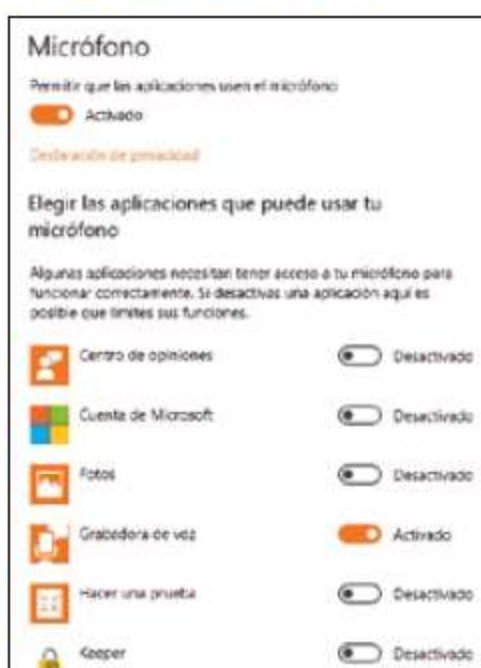 Micrófono
Permitir que las aplicaciones usen el micrófono
Activado
Declaración de privacidad
Elegir las aplicaciones que puede usar tu
micrófono
Algunas aplicaciones necesitan tener acceso a tu micrófono para
funcionar correctamente. Si desactivas una aplicación aquí es
posible que limites sus funciones.
Centro de opiniones Desactivado
Cuenta de Microsoft Desactivado
Fotos Desactivado
Grabadora de voz Activado
Hacer una prueba Desactivado
Keeper Desactivado